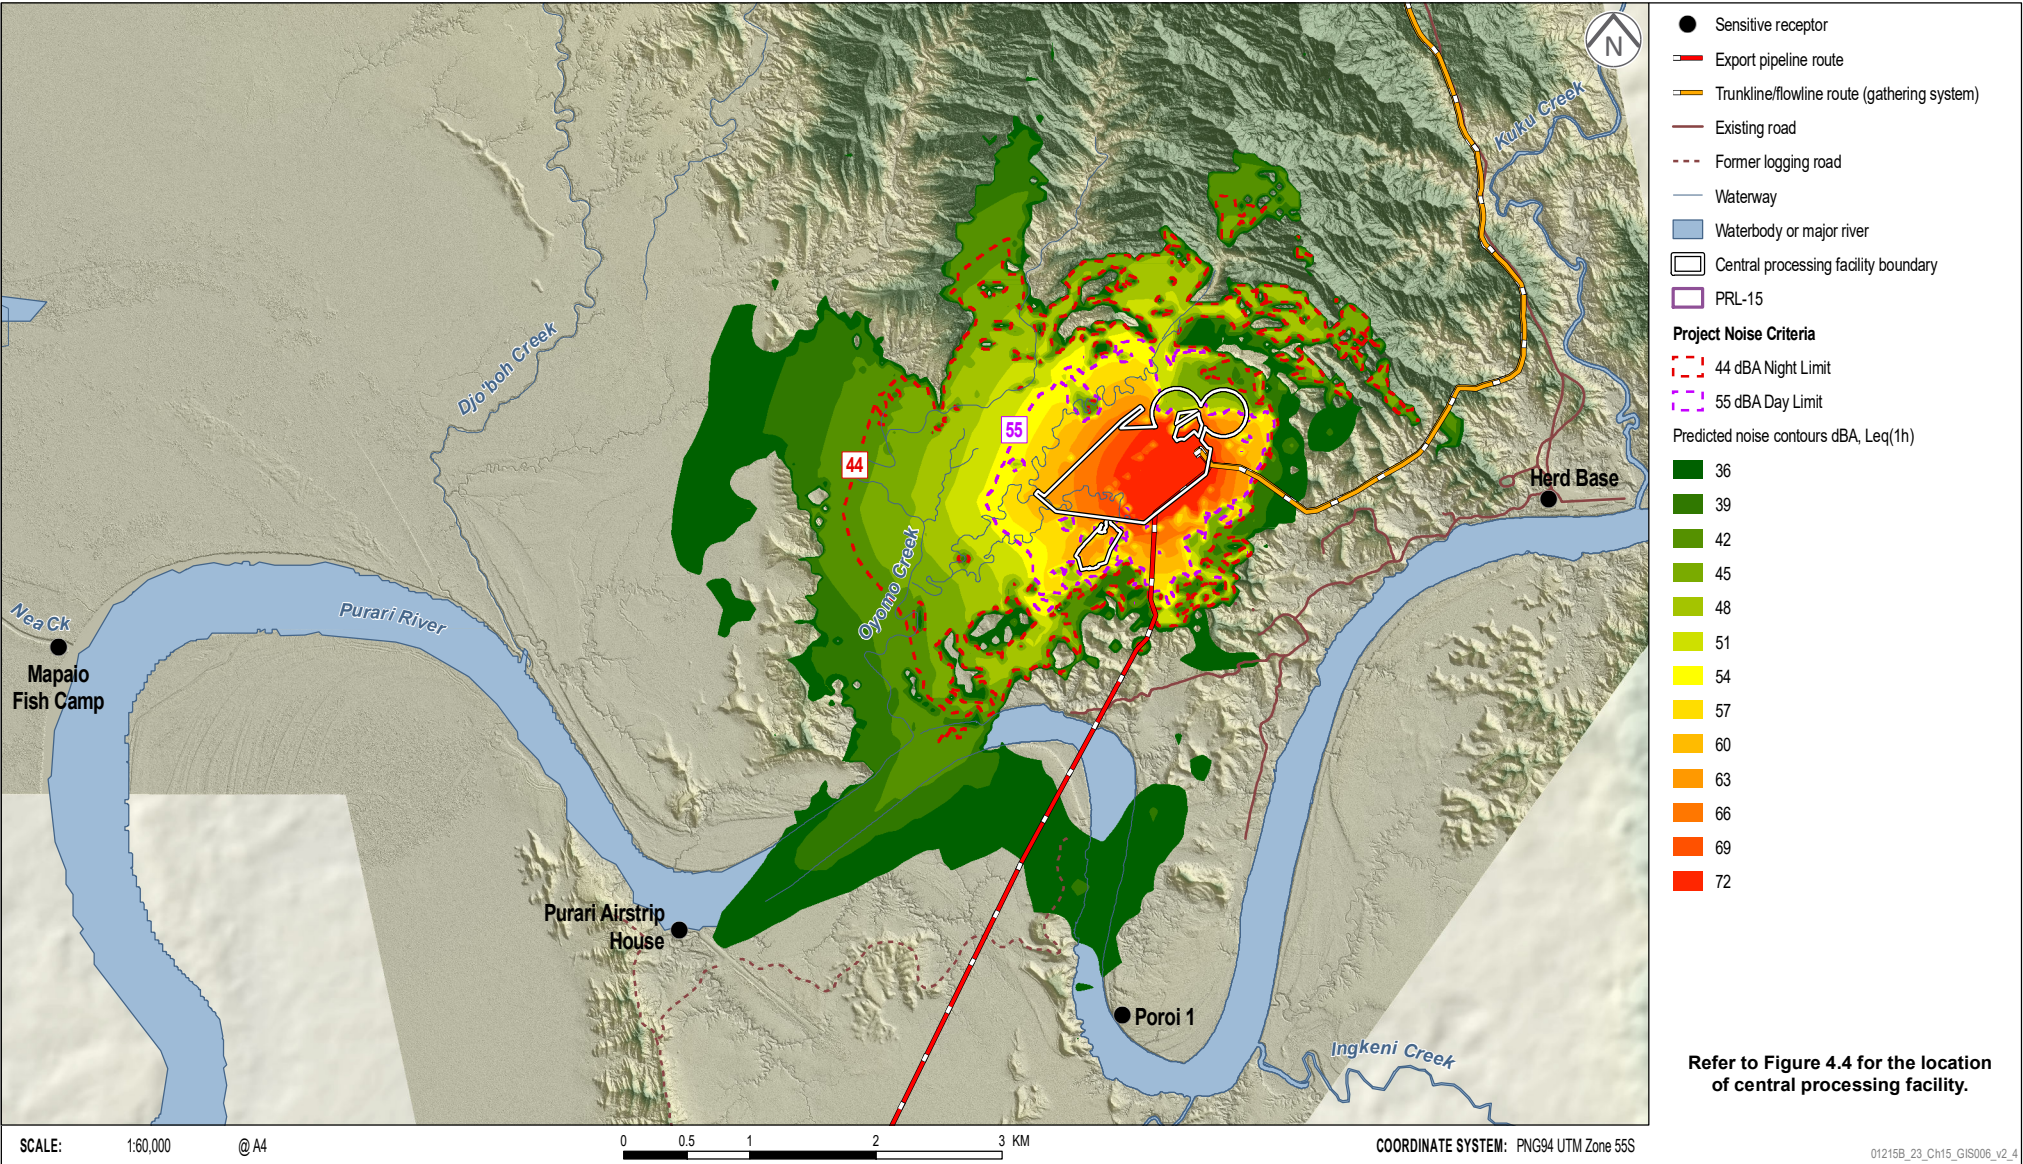 N
Kuku Creek
Djo'boh Creek
55
44
Herd Base
Oyomo Creek
Nea Ck
Purari River
Mapaio
Fish Camp
Purari Airstrip
House
Poroi 1
Ingkeni Creek
Sensitive receptor
Export pipeline route
Trunkline/flowline route (gathering system)
Existing road
Former logging road
Waterway
Waterbody or major river
Central processing facility boundary
PRL-15
Project Noise Criteria
44 dBA Night Limit
55 dBA Day Limit
Predicted noise contours dBA, Leq(1h)
36
39
42
45
48
51
54
57
60
63
66
69
72
Refer to Figure 4.4 for the location
of central processing facility.
SCALE: 1:60,000 @ A4
0 0.5 1 2 3 KM
COORDINATE SYSTEM: PNG94 UTM Zone 55S
01215B_23_Ch15_GIS006_v2_4